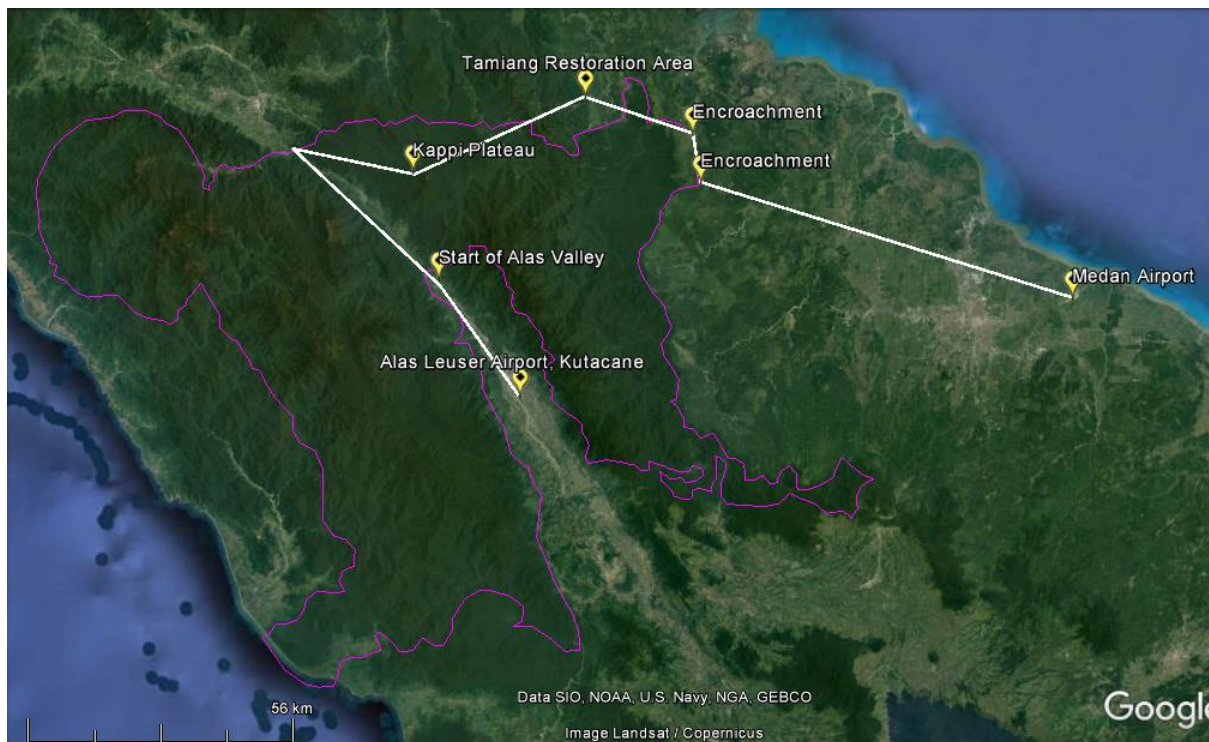 Tamiang Restoration Area
Encroachment
Kappi Plateau
Encroachment
Start of Alas Valley
Medan Airport
Alas Leuser Airport, Kutacane
Data SIO, NOAA, U.S. Navy, NGA, GEBCO
56 km
Google
Image Landsat / Copernicus